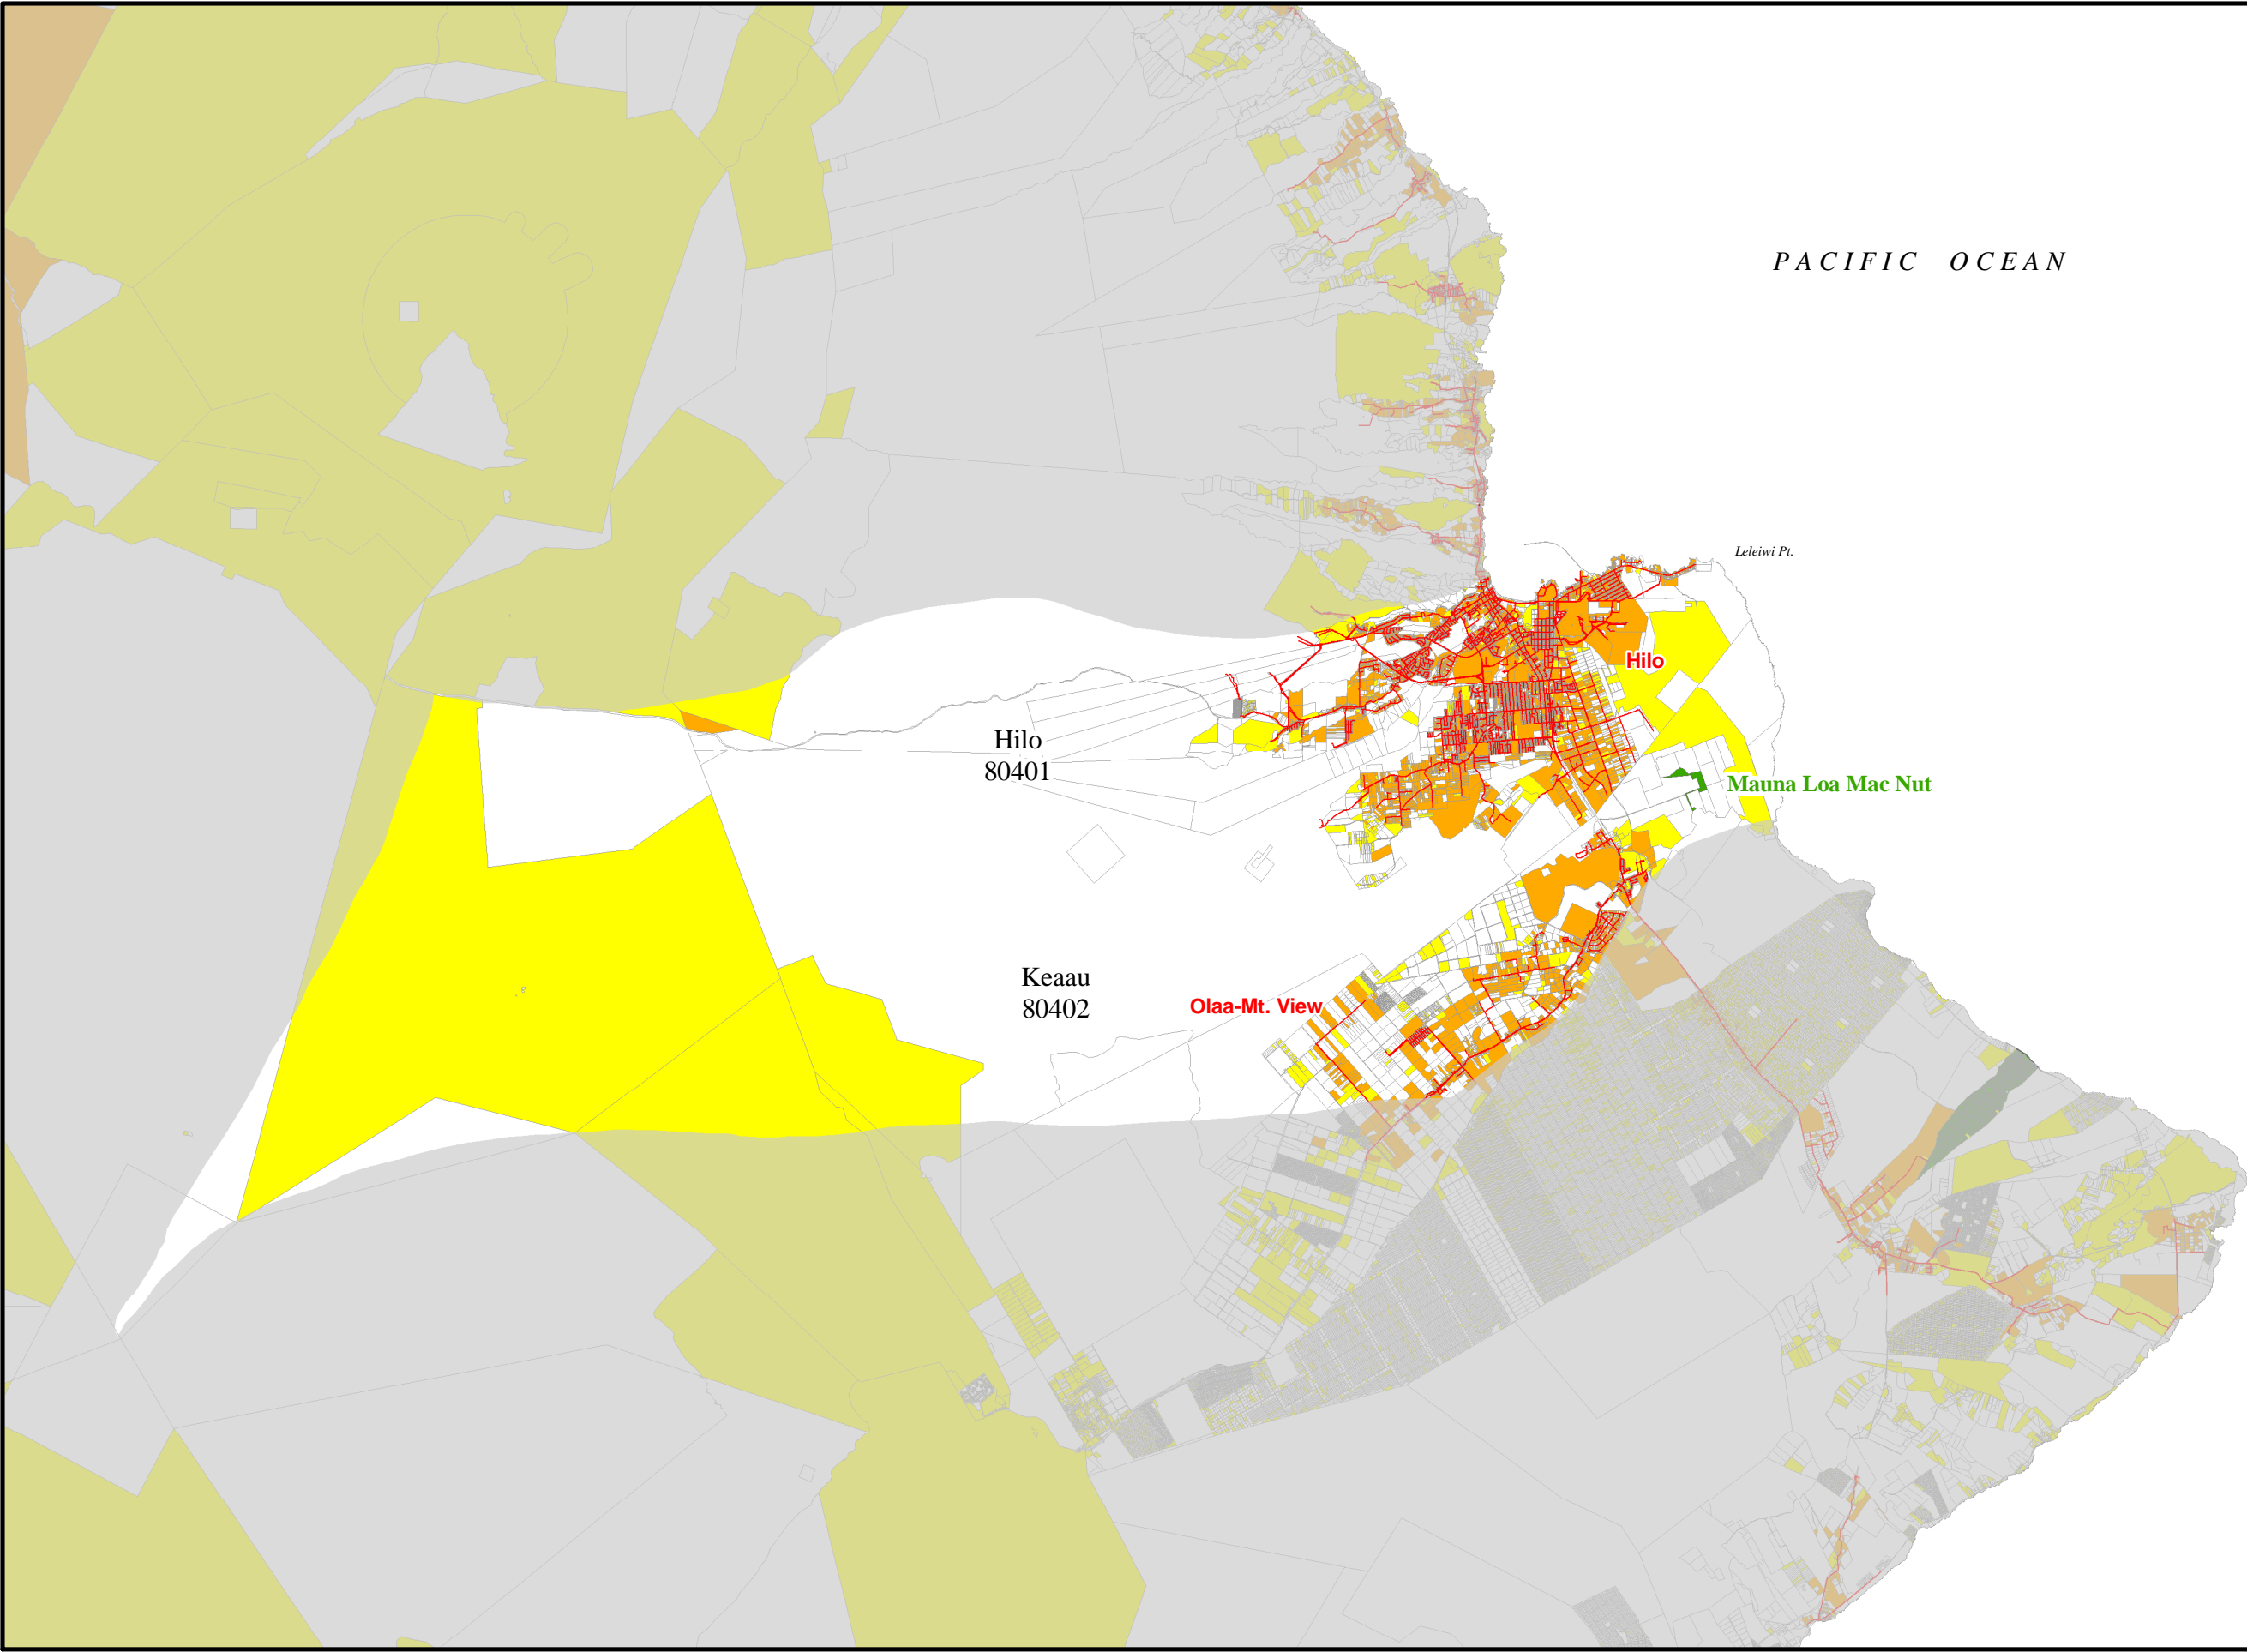 PACIFIC OCEAN
Leleiwi Pt.
Hilo
Hilo
80401
Mauna Loa Mac Nut
Keaau
80402
Olaa-Mt. View